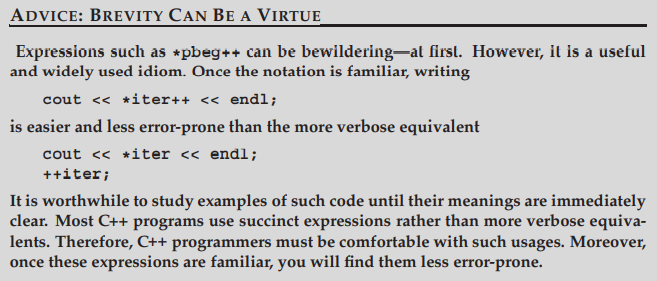 ADVICE: BREVITY CAN BE A VIRTUE
Expressions such as *pbeg++ can be bewildering—at first. However, it is a useful
and widely used idiom. Once the notation is familiar, writing
cout << *iter++ << endl;
is easier and less error-prone than the more verbose equivalent
cout << *iter << endl;
++iter;
It is worthwhile to study examples of such code until their meanings are immediately
clear. Most C++ programs use succinct expressions rather than more verbose equiva-
lents. Therefore, C++ programmers must be comfortable with such usages. Moreover,
once these expressions are familiar, you will find them less error-prone.